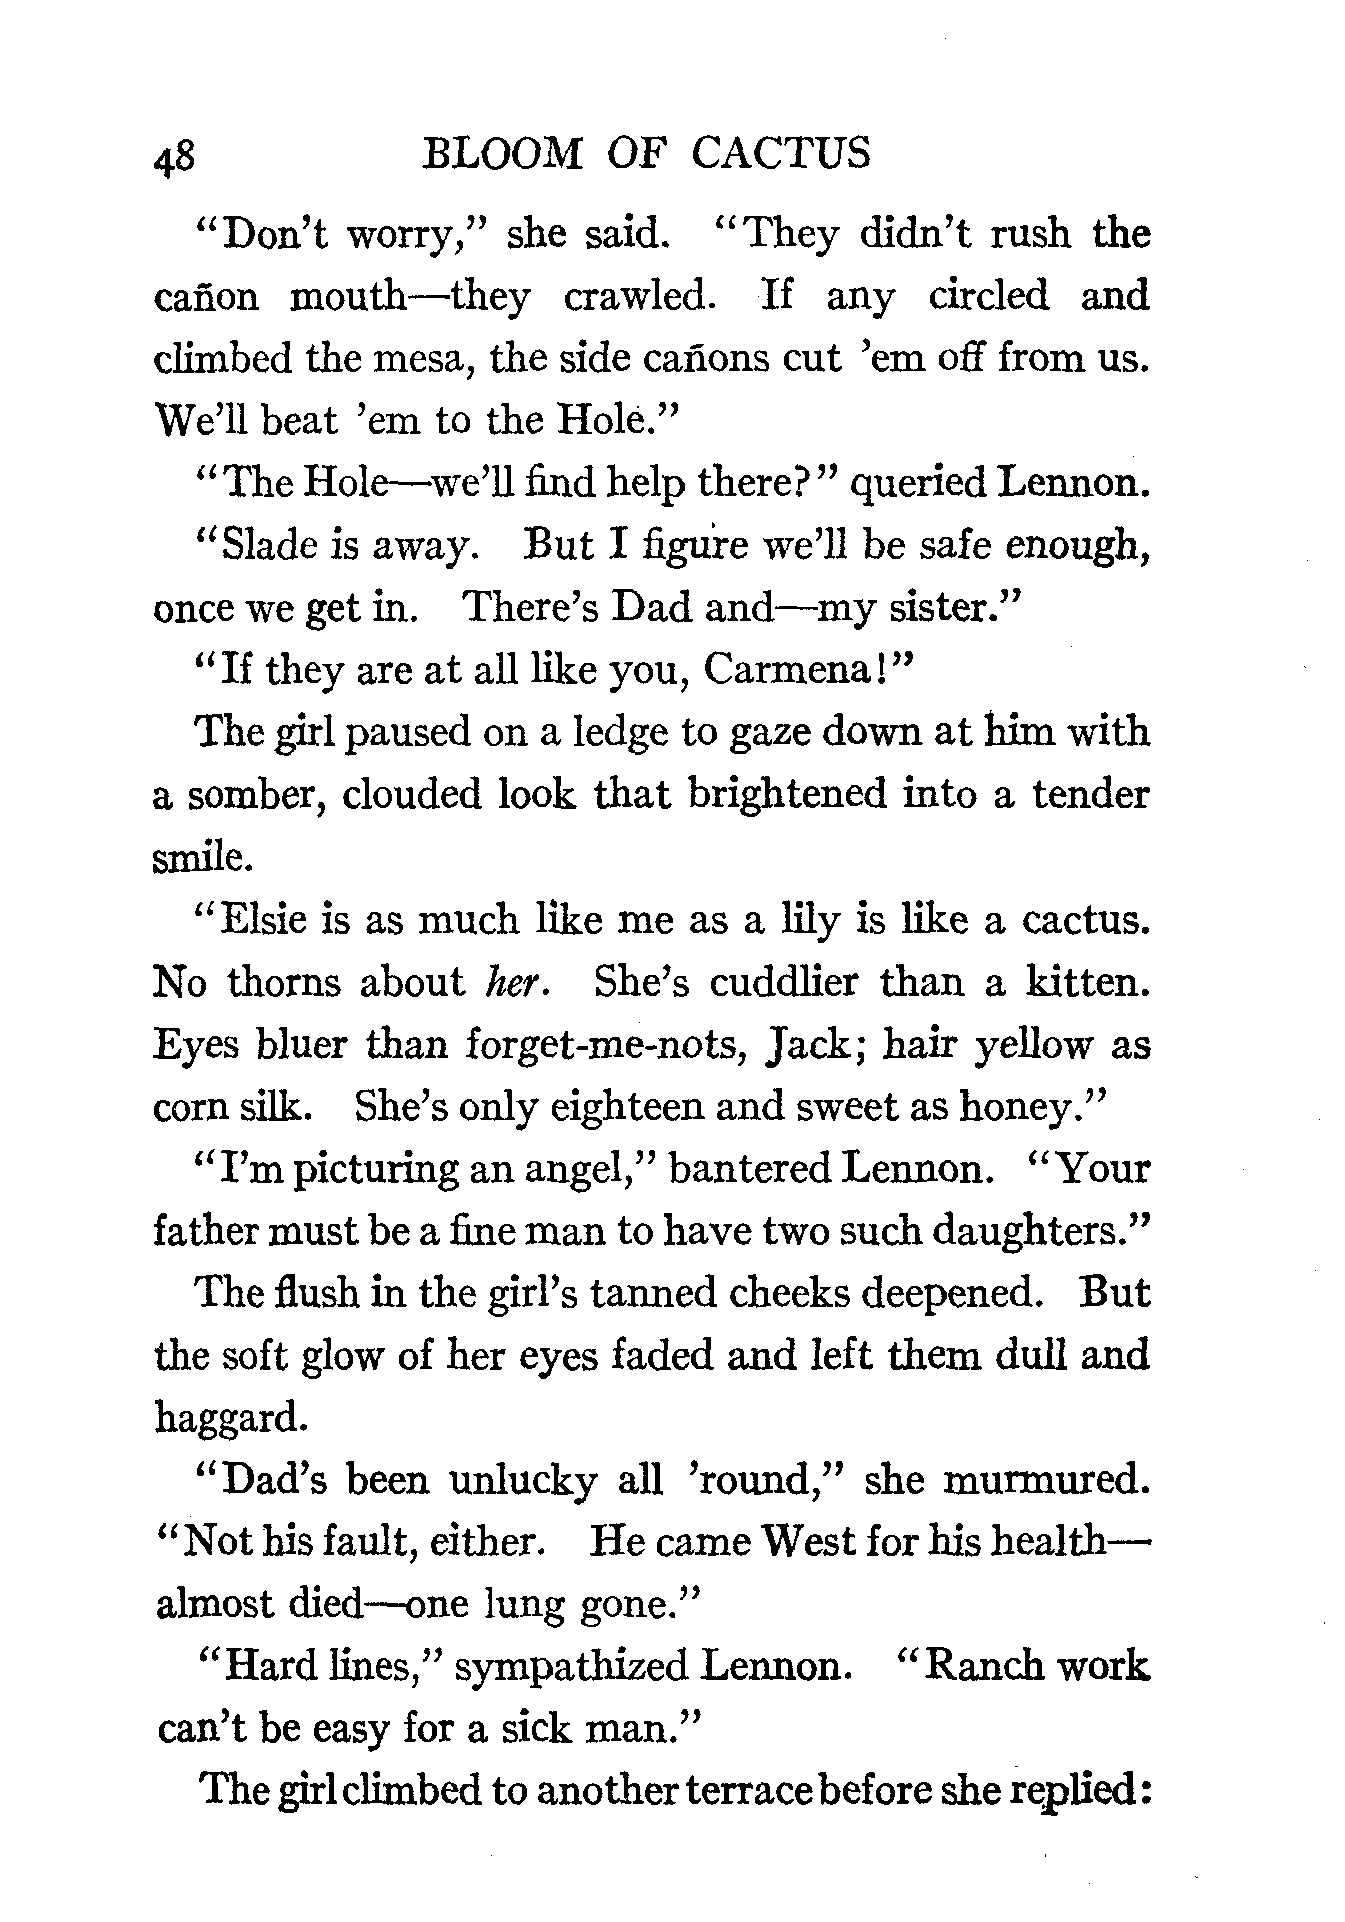 48 BLOOM OF CACTUS
“Don’t worry,” she said. “They didn’t rush the
cañon mouth—they crawled. If any circled and
climbed the mesa, the side cañons cut ’em off from us.
We’ll beat ’em to the Hole.”
“The Hole—we’ll find help there?” queried Lennon.
“Slade is away. But I figure we’ll be safe enough,
once we get in. There’s Dad and—my sister.”
“If they are at all like you, Carmena!”
The girl paused on a ledge to gaze down at him with
a somber, clouded look that brightened into a tender
smile.
“Elsie is as much like me as a lily is like a cactus.
No thorns about her. She’s cuddlier than a kitten.
Eyes bluer than forget-me-nots, Jack; hair yellow as
corn silk. She’s only eighteen and sweet as honey.”
“I’m picturing an angel,” bantered Lennon. “Your
father must be a fine man to have two such daughters.”
The flush in the girl’s tanned cheeks deepened. But
the soft glow of her eyes faded and left them dull and
haggard.
“Dad’s been unlucky all ’round,” she murmured.
“Not his fault, either. He came West for his health—
almost died—one lung gone.”
“Hard lines,” sympathized Lennon. “Ranch work
can’t be easy for a sick man.”
The girl climbed to another terrace before she replied: